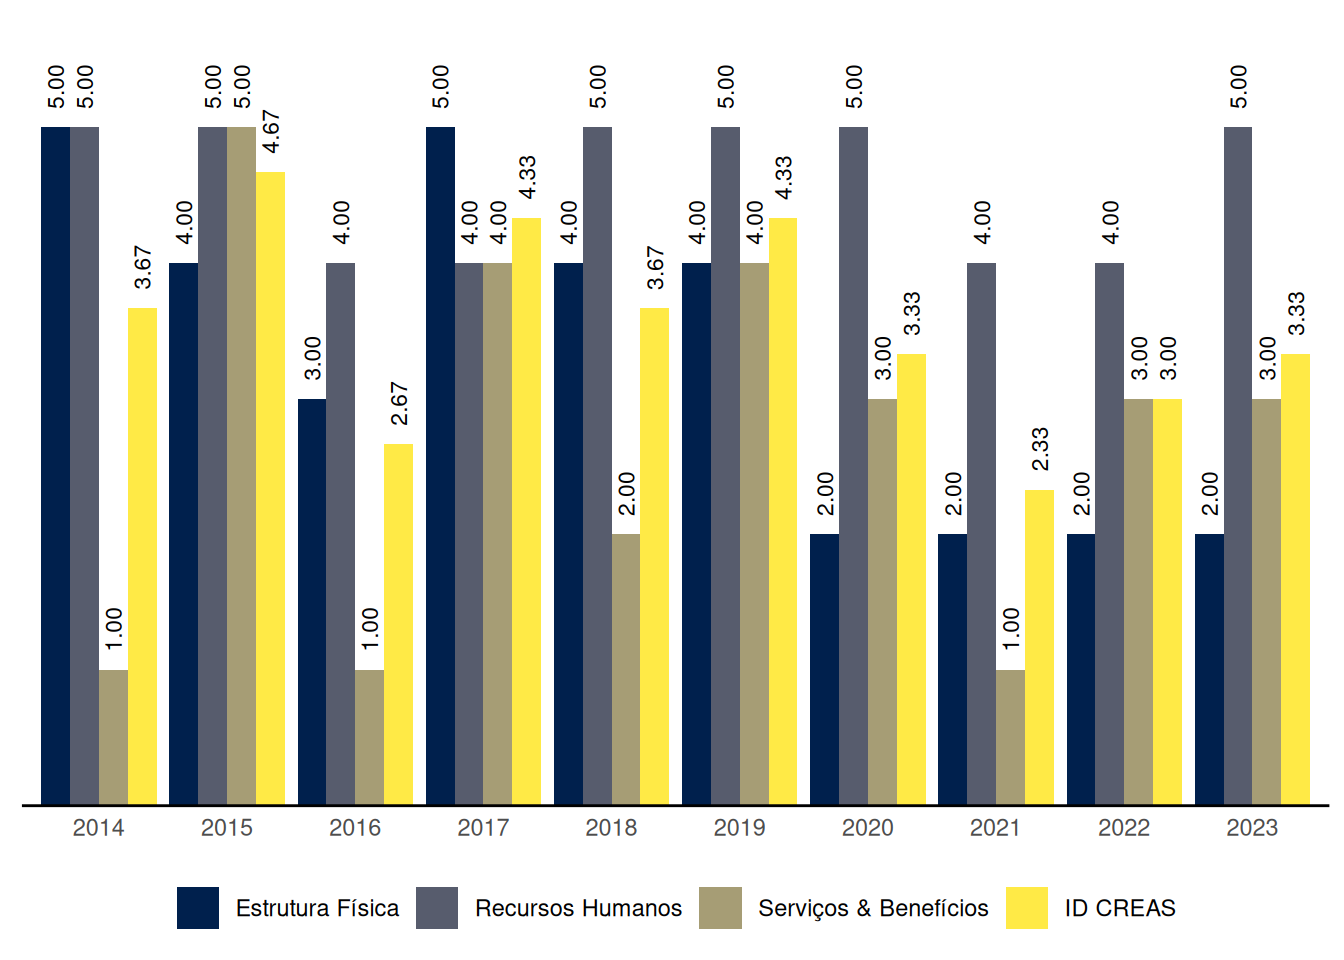 5.00 5.00 1.00 3.67
4.00 5.00 5.00 4.67
3.00 4.00 1.00 2.67
5.00 4.00 4.00 4.33
4.00 5.00 2.00 3.67
4.00 5.00 4.00 4.33
2.00 5.00 3.00 3.33
2.00 4.00 1.00 2.33
2.00 4.00 3.00 3.00
2.00 5.00 3.00 3.33
2014 2015 2016 2017 2018 2019 2020 2021 2022 2023
Estrutura Física Recursos Humanos Serviços & Benefícios ID CREAS